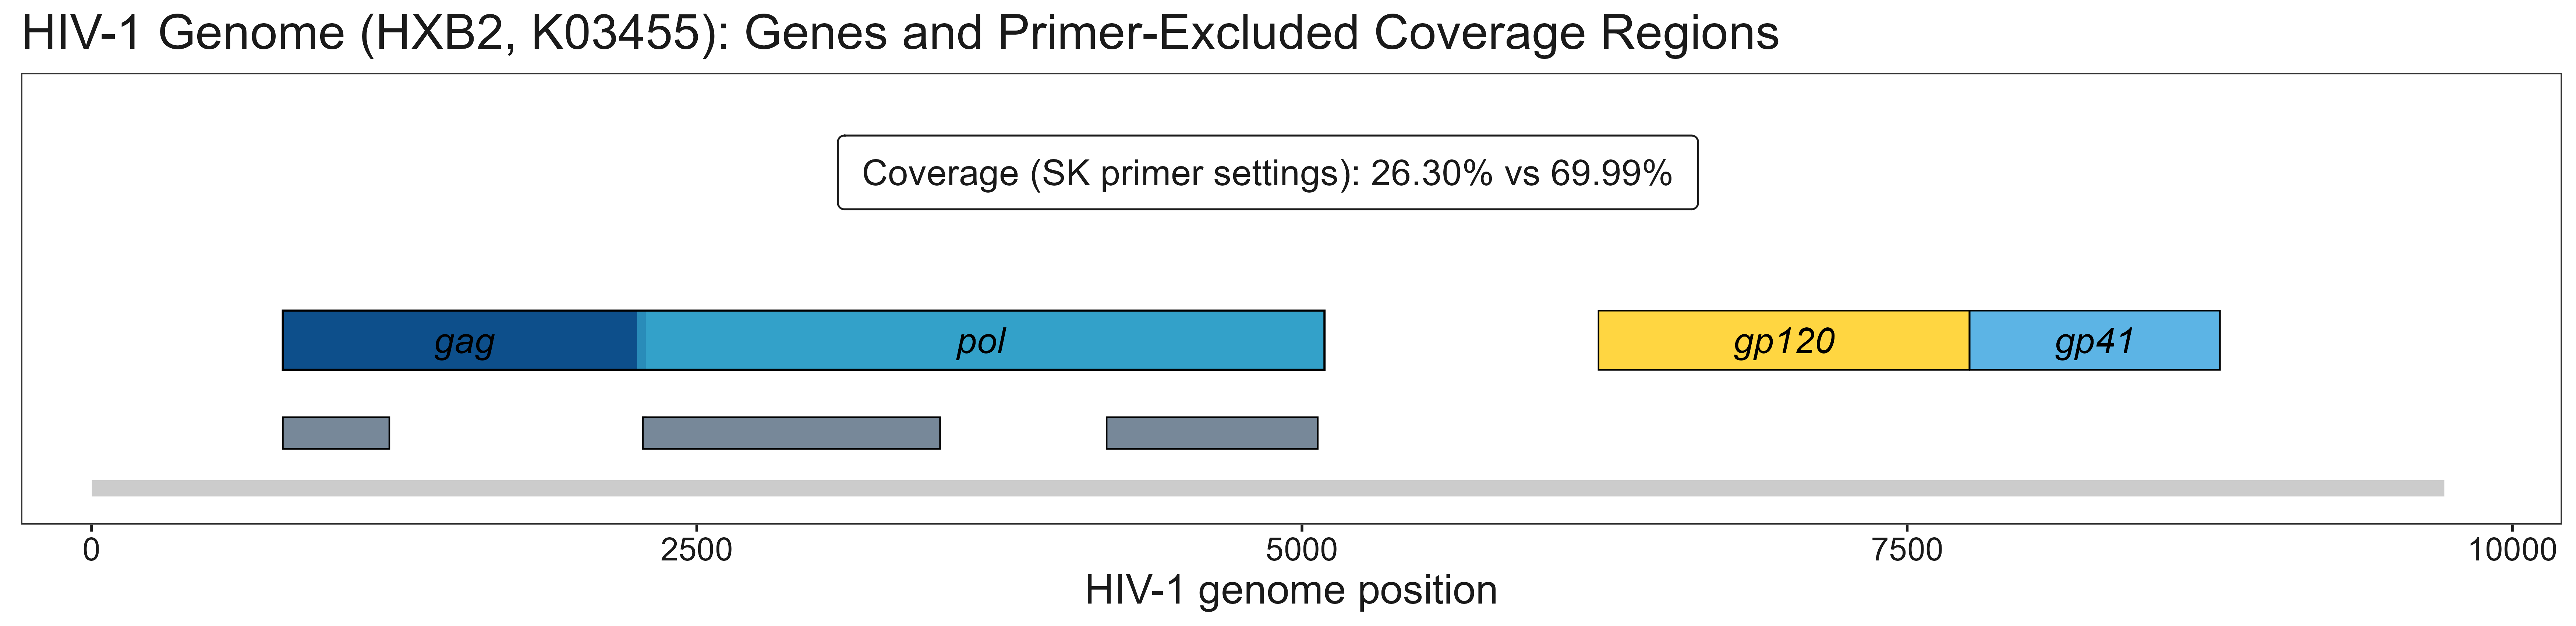 HIV-1 Genome (HXB2, K03455): Genes and Primer-Excluded Coverage Regions
Coverage (SK primer settings): 26.30% vs 69.99%
gag pol gp120 gp41
0 2500 5000 7500 10000
HIV-1 genome position